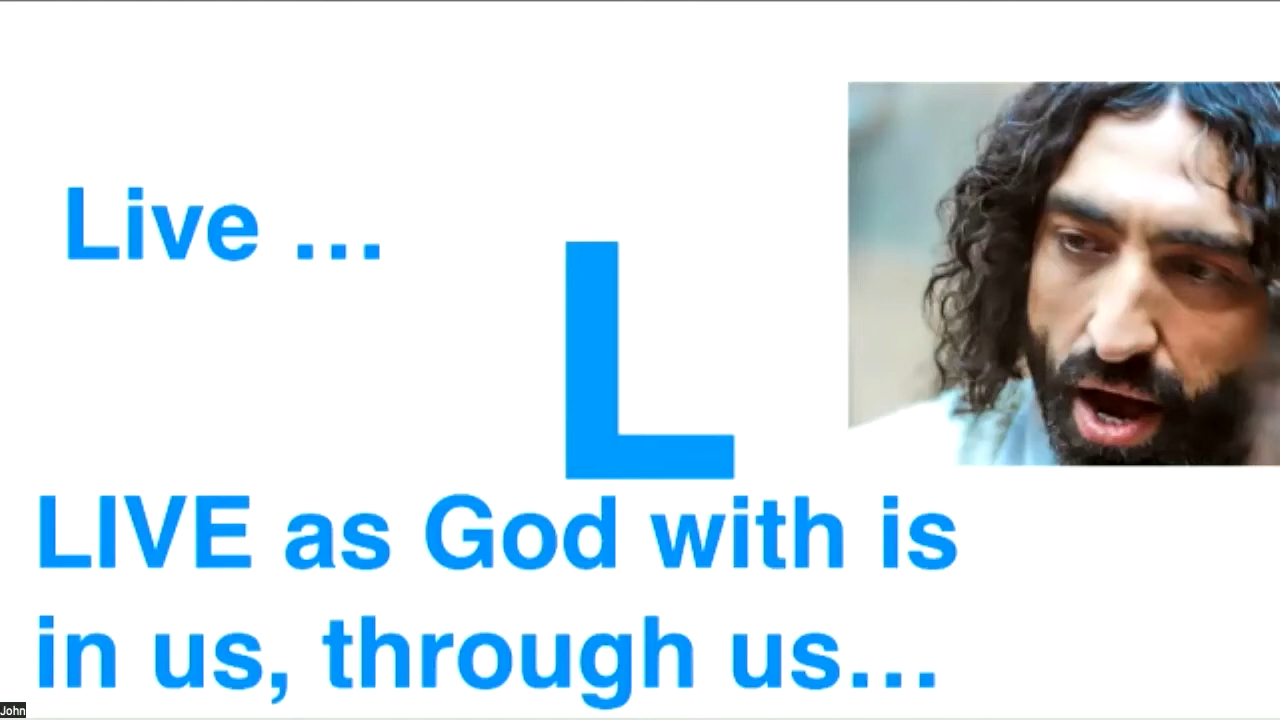 Live …
L
LIVE as God with is
in us, through us…
John